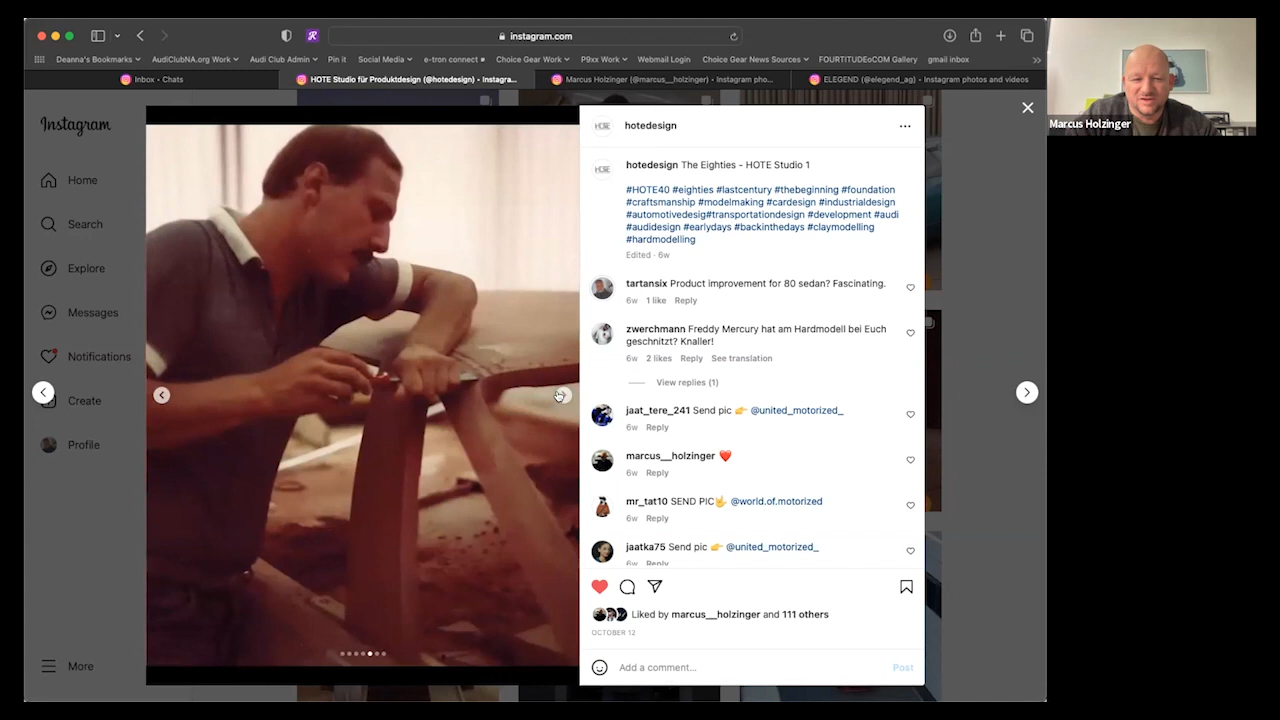 instagram.com
Deanna's Bookmarks
AudiClubNA.org Work
Audi Club Admin
Pin it
Social Media
e-tron connect
Choice Gear Work
P9xx Work
Webmail Login
Choice Gear News Sources
FOURTITUDEoCOM Gallery
gmail inbox
Inbox • Chats
HOTE Studio für Produktdesign (@hotedesign) • Instagra...
Marcus Holzinger (@marcus__holzinger) • Instagram pho...
ELEGEND (@elegend_ag) • Instagram photos and videos
Marcus Holzinger
Instagram
Home
Search
Explore
Messages
Notifications
Create
Profile
More
HOTE hotedesign
HOTE hotedesign The Eighties - HOTE Studio 1
#HOTE40 #eighties #lastcentury #thebeginning #foundation
#craftsmanship #modelmaking #cardesign #industrialdesign
#automotivedesig#transportationdesign #development #audi
#audidesign #earlydays #backinthedays #claymodelling
#hardmodelling
Edited · 6w
tartansix Product improvement for 80 sedan? Fascinating.
6w 1 like Reply
zwerchmann Freddy Mercury hat am Hardmodell bei Euch
geschnitzt? Knaller!
6w 2 likes Reply See translation
View replies (1)
jaat_tere_241 Send pic 👉 @united_motorized_
6w Reply
marcus__holzinger ❤️
6w Reply
mr_tat10 SEND PIC🤟 @world.of.motorized
6w Reply
jaatka75 Send pic 👉 @united_motorized_
6w Reply
Liked by marcus__holzinger and 111 others
OCTOBER 12
Add a comment...
Post